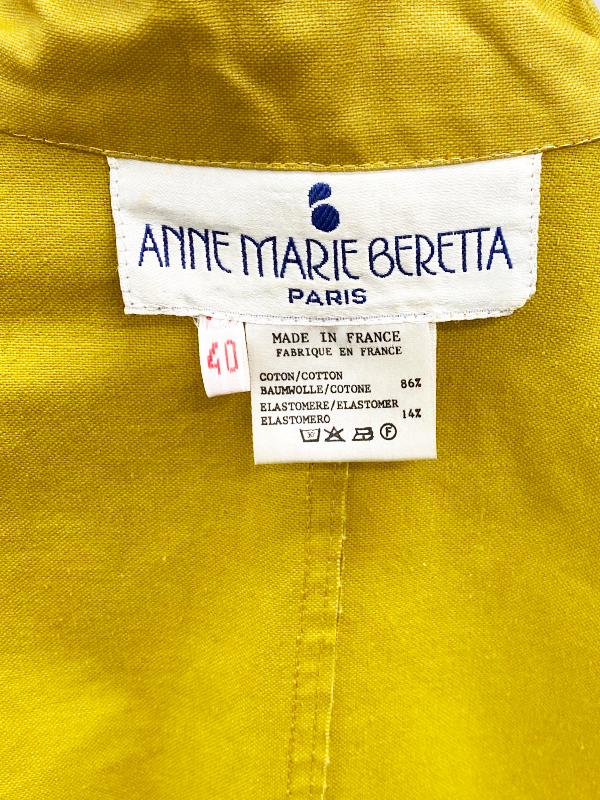 ANNE MARIE BERETTA
PARIS
40
MADE IN FRANCE
FABRIQUE EN FRANCE
COTON/COTTON
BAUMWOLLE/COTONE 86%
ELASTOMERE/ELASTOMER
ELASTOMERO 14%
F